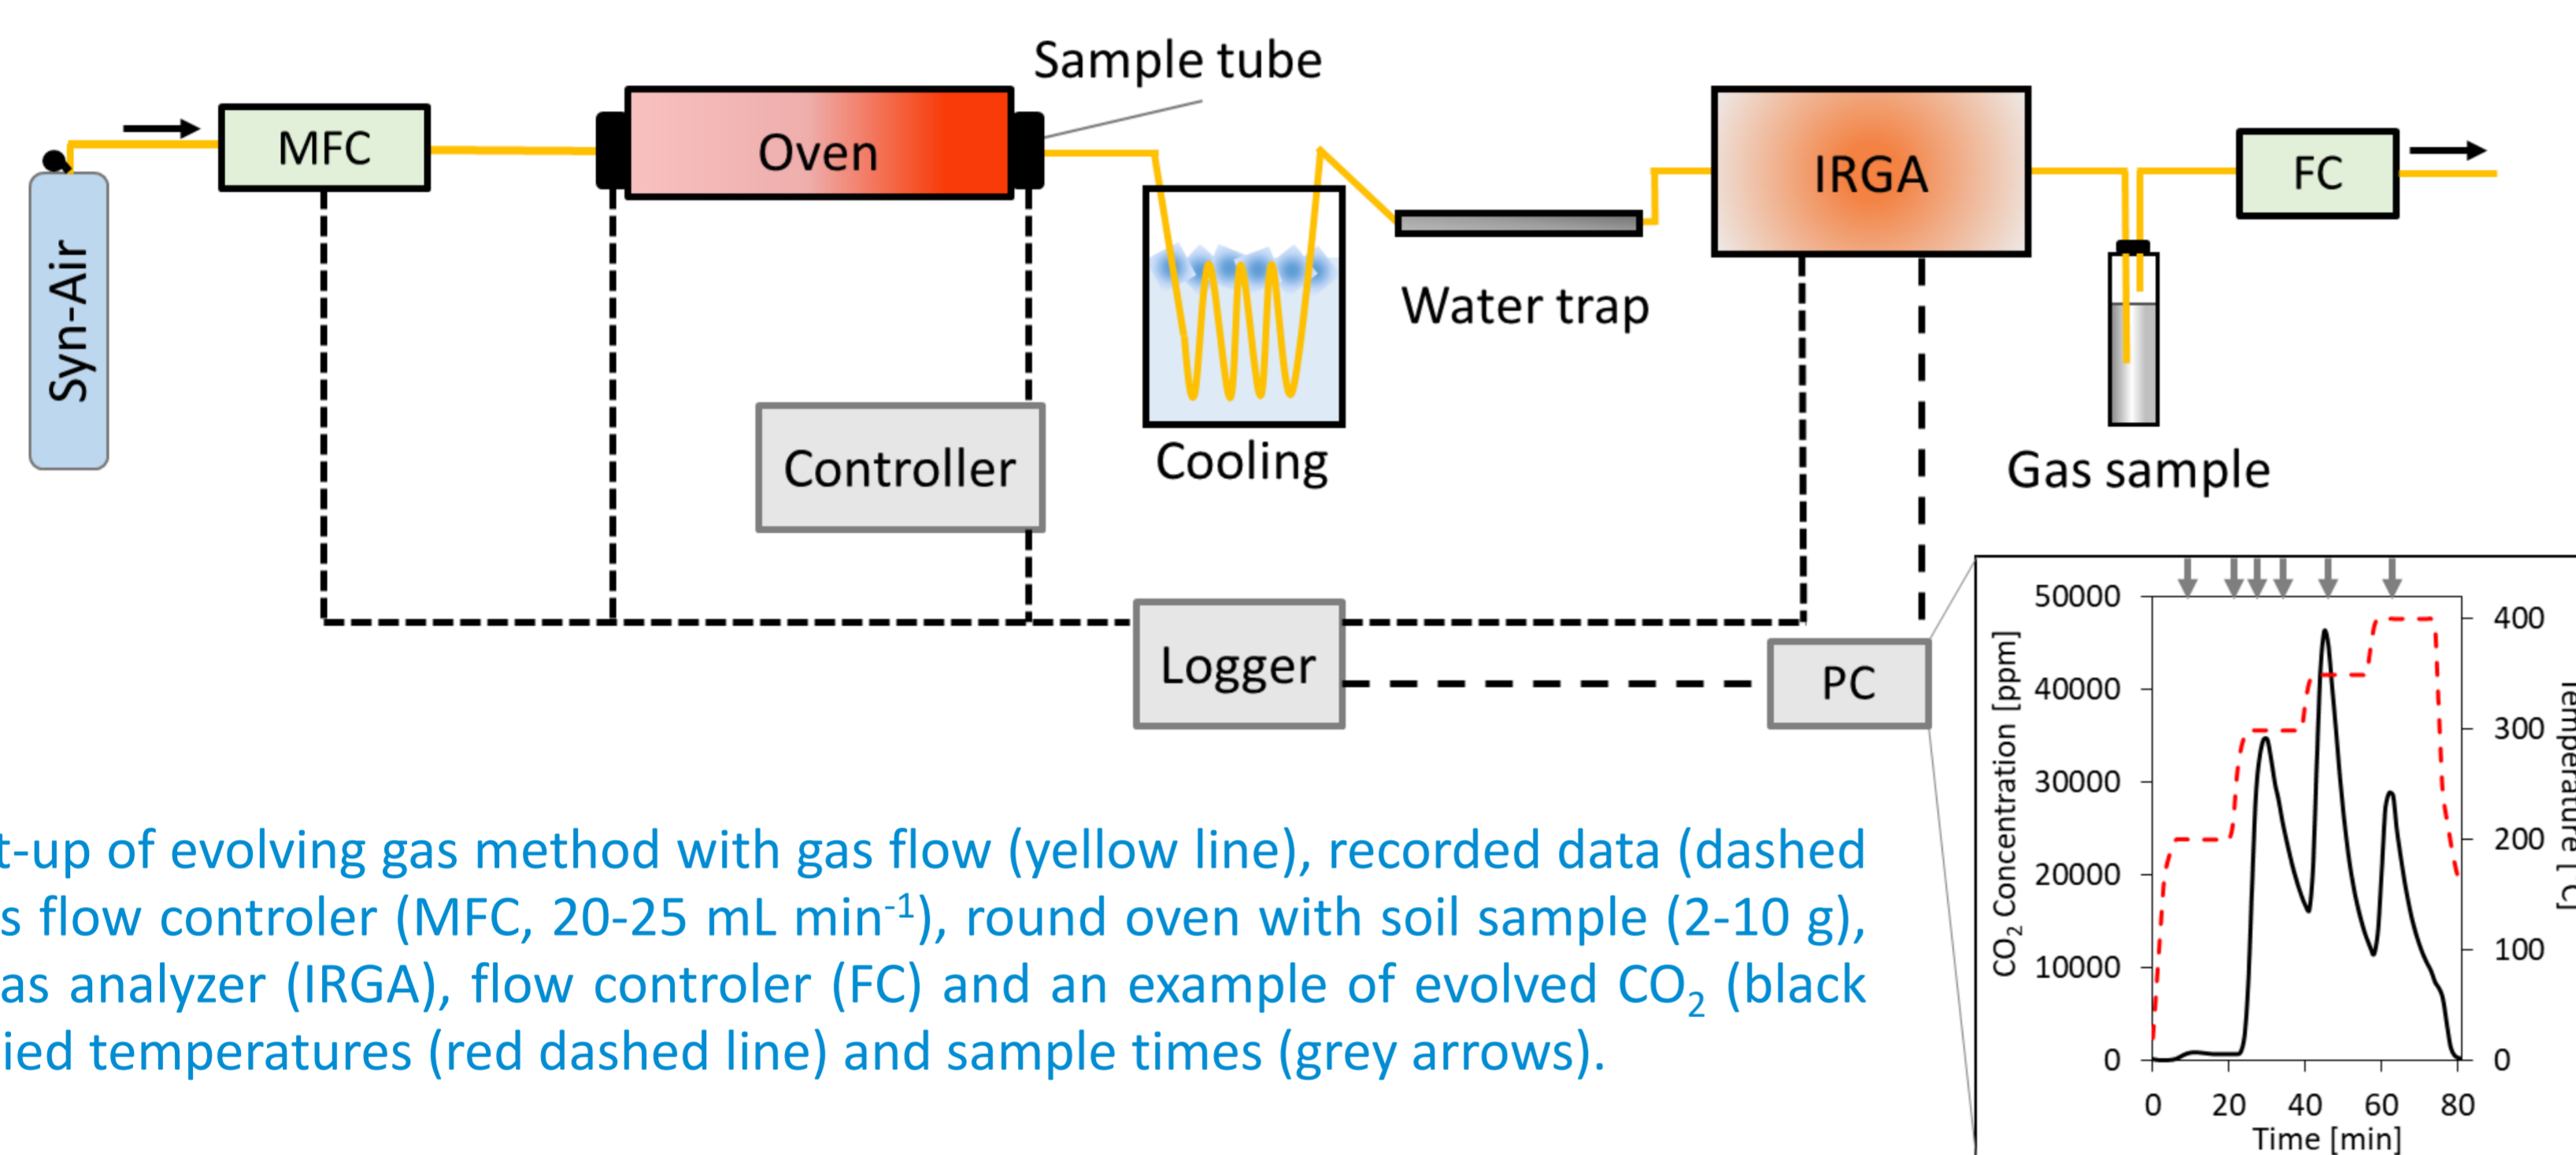 Sample tube
MFC
Oven
IRGA
FC
Syn-Air
Water trap
Controller
Cooling
Gas sample
Logger
PC
50000
40000
30000
20000
10000
0
CO₂ Concentration [ppm]
400
300
200
100
0
0 20 40 60 80
Time [min]
t-up of evolving gas method with gas flow (yellow line), recorded data (dashed
s flow controler (MFC, 20-25 mL min⁻¹), round oven with soil sample (2-10 g),
as analyzer (IRGA), flow controler (FC) and an example of evolved CO₂ (black
ied temperatures (red dashed line) and sample times (grey arrows).